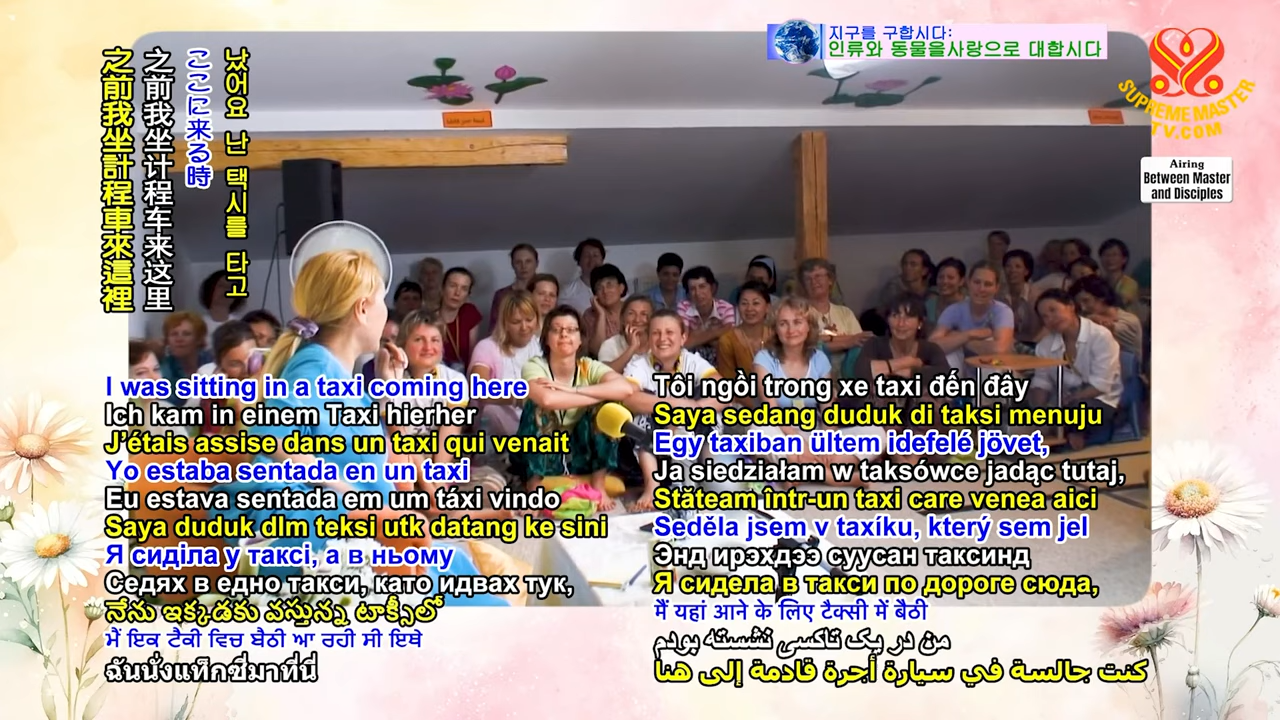 지구를 구합시다:
인류와 동물을사랑으로 대합시다
SUPREME MASTER
TV.COM
Airing
Between Master
and Disciples
났어요 난 택시를 타고
ここに来る時
之前我坐计程车来这里
之前我坐計程車來這裡
I was sitting in a taxi coming here
Ich kam in einem Taxi hierher
J'étais assise dans un taxi qui venait
Yo estaba sentada en un taxi
Eu estava sentada em um táxi vindo
Saya duduk dlm teksi utk datang ke sini
Я сиділа у таксі, а в ньому
Седях в едно такси, като идвах тук,
నేను ఇక్కడకు వస్తున్న టాక్సీలో
ਮੈਂ ਇਕ ਟੈਕੀ ਵਿਚ ਬੈਠੀ ਆ ਰਹੀ ਸੀ ਇਥੇ
ฉันนั่งแท็กซี่มาที่นี่
Tôi ngồi trong xe taxi đến đây
Saya sedang duduk di taksi menuju
Egy taxiban ültem idefelé jövet,
Ja siedziałam w taksówce jadąc tutaj,
Stăteam într-un taxi care venea aici
Seděla jsem v taxíku, který sem jel
Энд ирэхдээ суусан таксинд
Я сидела в такси по дороге сюда,
मैं यहां आने के लिए टैक्सी में बैठी
من در یک تاکسی نشسته بودم
كنت جالسة في سيارة أجرة قادمة إلى هنا